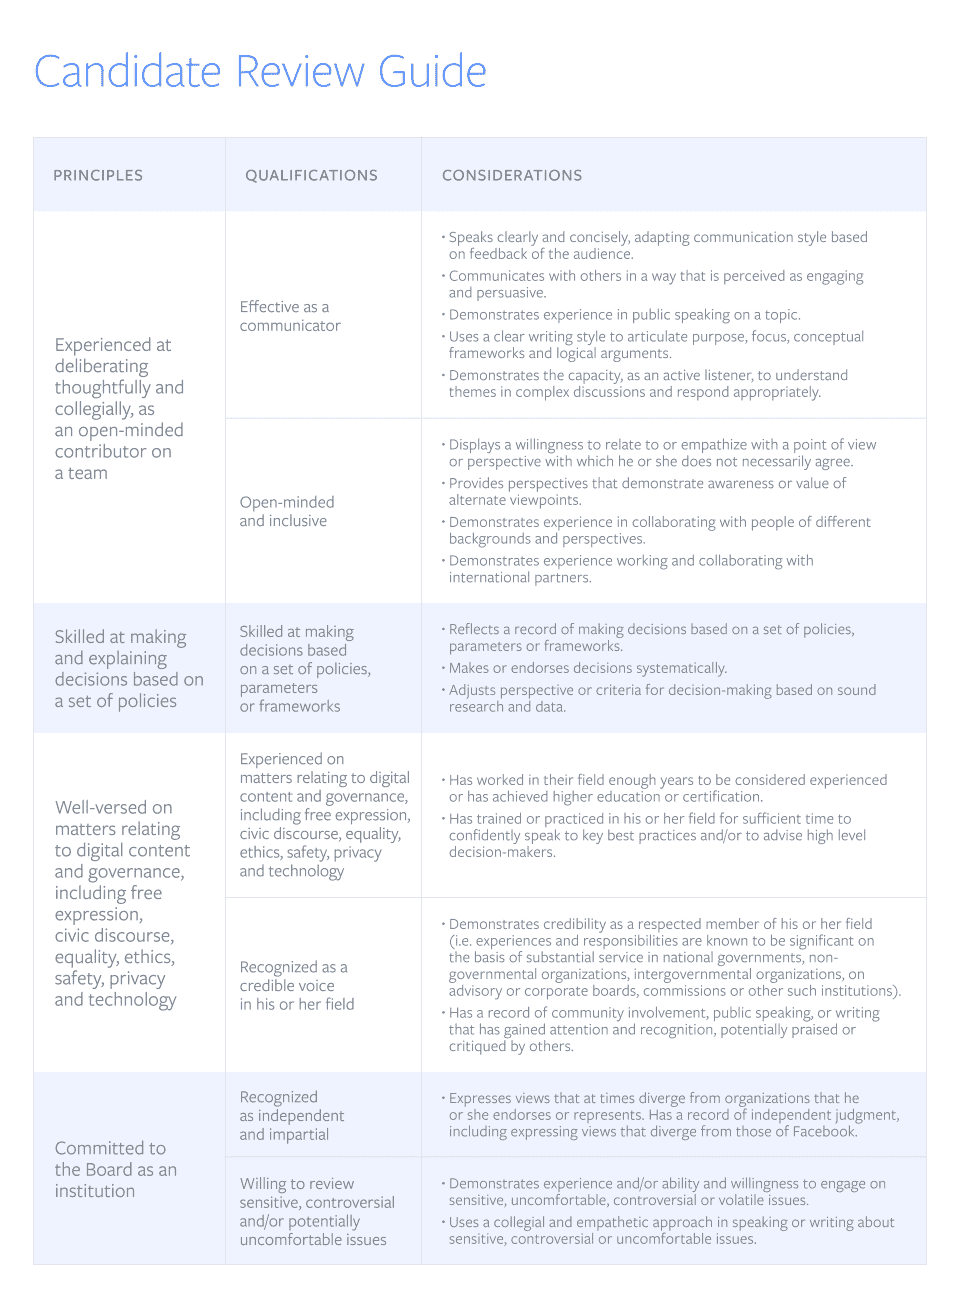 Candidate Review Guide
PRINCIPLES
QUALIFICATIONS
CONSIDERATIONS
Experienced at
deliberating
thoughtfully and
collegially, as
an open-minded
contributor on
a team
Effective as a
communicator
• Speaks clearly and concisely, adapting communication style based
on feedback of the audience.
• Communicates with others in a way that is perceived as engaging
and persuasive.
• Demonstrates experience in public speaking on a topic.
• Uses a clear writing style to articulate purpose, focus, conceptual
frameworks and logical arguments.
• Demonstrates the capacity, as an active listener, to understand
themes in complex discussions and respond appropriately.
Open-minded
and inclusive
• Displays a willingness to relate to or empathize with a point of view
or perspective with which he or she does not necessarily agree.
• Provides perspectives that demonstrate awareness or value of
alternate viewpoints.
• Demonstrates experience in collaborating with people of different
backgrounds and perspectives.
• Demonstrates experience working and collaborating with
international partners.
Skilled at making
and explaining
decisions based on
a set of policies
Skilled at making
decisions based
on a set of policies,
parameters
or frameworks
• Reflects a record of making decisions based on a set of policies,
parameters or frameworks.
• Makes or endorses decisions systematically.
• Adjusts perspective or criteria for decision-making based on sound
research and data.
Well-versed on
matters relating
to digital content
and governance,
including free
expression,
civic discourse,
equality, ethics,
safety, privacy
and technology
Experienced on
matters relating to digital
content and governance,
including free expression,
civic discourse, equality,
ethics, safety, privacy
and technology
• Has worked in their field enough years to be considered experienced
or has achieved higher education or certification.
• Has trained or practiced in his or her field for sufficient time to
confidently speak to key best practices and/or to advise high level
decision-makers.
Recognized as a
credible voice
in his or her field
• Demonstrates credibility as a respected member of his or her field
(i.e. experiences and responsibilities are known to be significant on
the basis of substantial service in national governments, non-
governmental organizations, intergovernmental organizations, on
advisory or corporate boards, commissions or other such institutions).
• Has a record of community involvement, public speaking, or writing
that has gained attention and recognition, potentially praised or
critiqued by others.
Committed to
the Board as an
institution
Recognized
as independent
and impartial
• Expresses views that at times diverge from organizations that he
or she endorses or represents. Has a record of independent judgment,
including expressing views that diverge from those of Facebook.
Willing to review
sensitive, controversial
and/or potentially
uncomfortable issues
• Demonstrates experience and/or ability and willingness to engage on
sensitive, uncomfortable, controversial or volatile issues.
• Uses a collegial and empathetic approach in speaking or writing about
sensitive, controversial or uncomfortable issues.